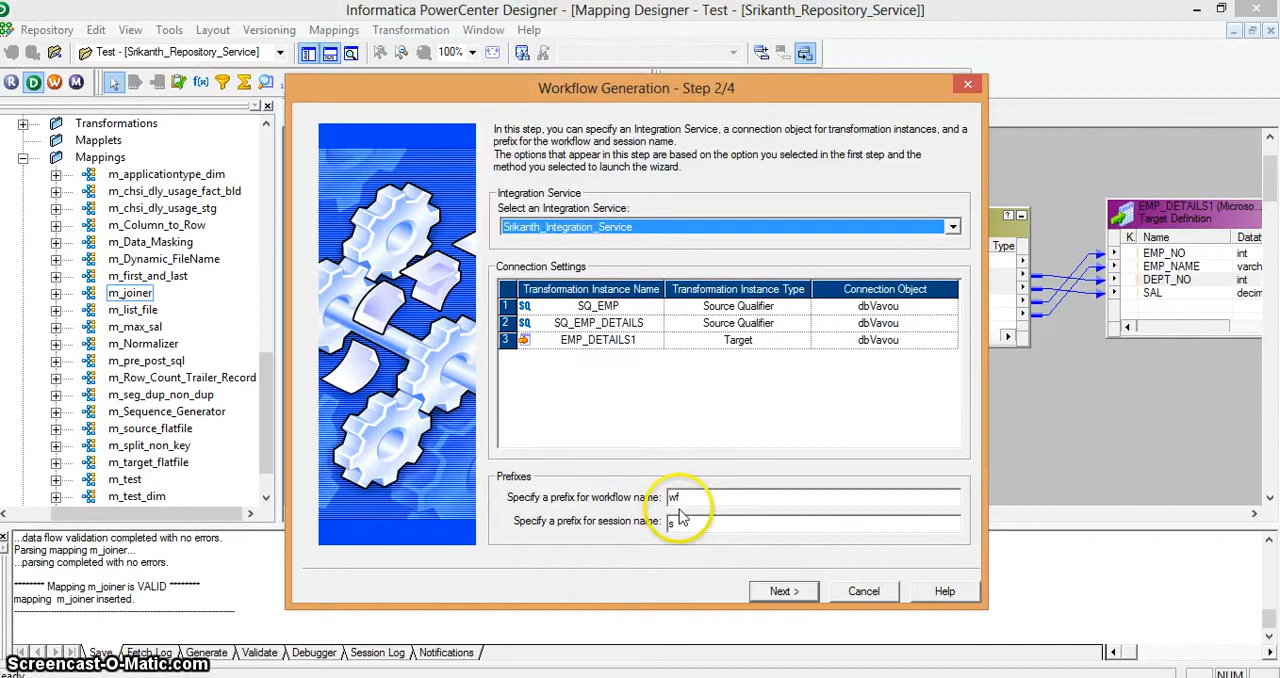 Informatica PowerCenter Designer - [Mapping Designer - Test - [Srikanth_Repository_Service]]
Repository Edit View Tools Layout Versioning Mappings Transformation Window Help
Test - [Srikanth_Repository_Service] 100%
R D W M f(x)
Workflow Generation - Step 2/4
In this step, you can specify an Integration Service, a connection object for transformation instances, and a
prefix for the workflow and session name.
The options that appear in this step are based on the option you selected in the first step and the
method you selected to launch the wizard.
Integration Service
Select an Integration Service:
Srikanth_Integration_Service
Connection Settings
Transformation Instance Name Transformation Instance Type Connection Object
1 SQ SQ_EMP Source Qualifier dbVavou
2 SQ SQ_EMP_DETAILS Source Qualifier dbVavou
3 EMP_DETAILS1 Target dbVavou
Prefixes
Specify a prefix for workflow name: wf
Specify a prefix for session name: s
Next > Cancel Help
Transformations
Mapplets
Mappings
m_applicationtype_dim
m_chsi_dly_usage_fact_bld
m_chsi_dly_usage_stg
m_Column_to_Row
m_Data_Masking
m_Dynamic_FileName
m_first_and_last
m_joiner
m_list_file
m_max_sal
m_Normalizer
m_pre_post_sql
m_Row_Count_Trailer_Record
m_seg_dup_non_dup
m_Sequence_Generator
m_source_flatfile
m_split_non_key
m_target_flatfile
m_test
m_test_dim
Type
EMP_DETAILS1 (Microso...
Target Definition
K. Name Datat
EMP_NO int
EMP_NAME varch
DEPT_NO int
SAL decim
...data flow validation completed with no errors.
Parsing mapping m_joiner...
...parsing completed with no errors.
******** Mapping m_joiner is VALID ********
mapping m_joiner inserted.
Save Fetch Log Generate Validate Debugger Session Log Notifications
Screencast-O-Matic.com
eady NUM